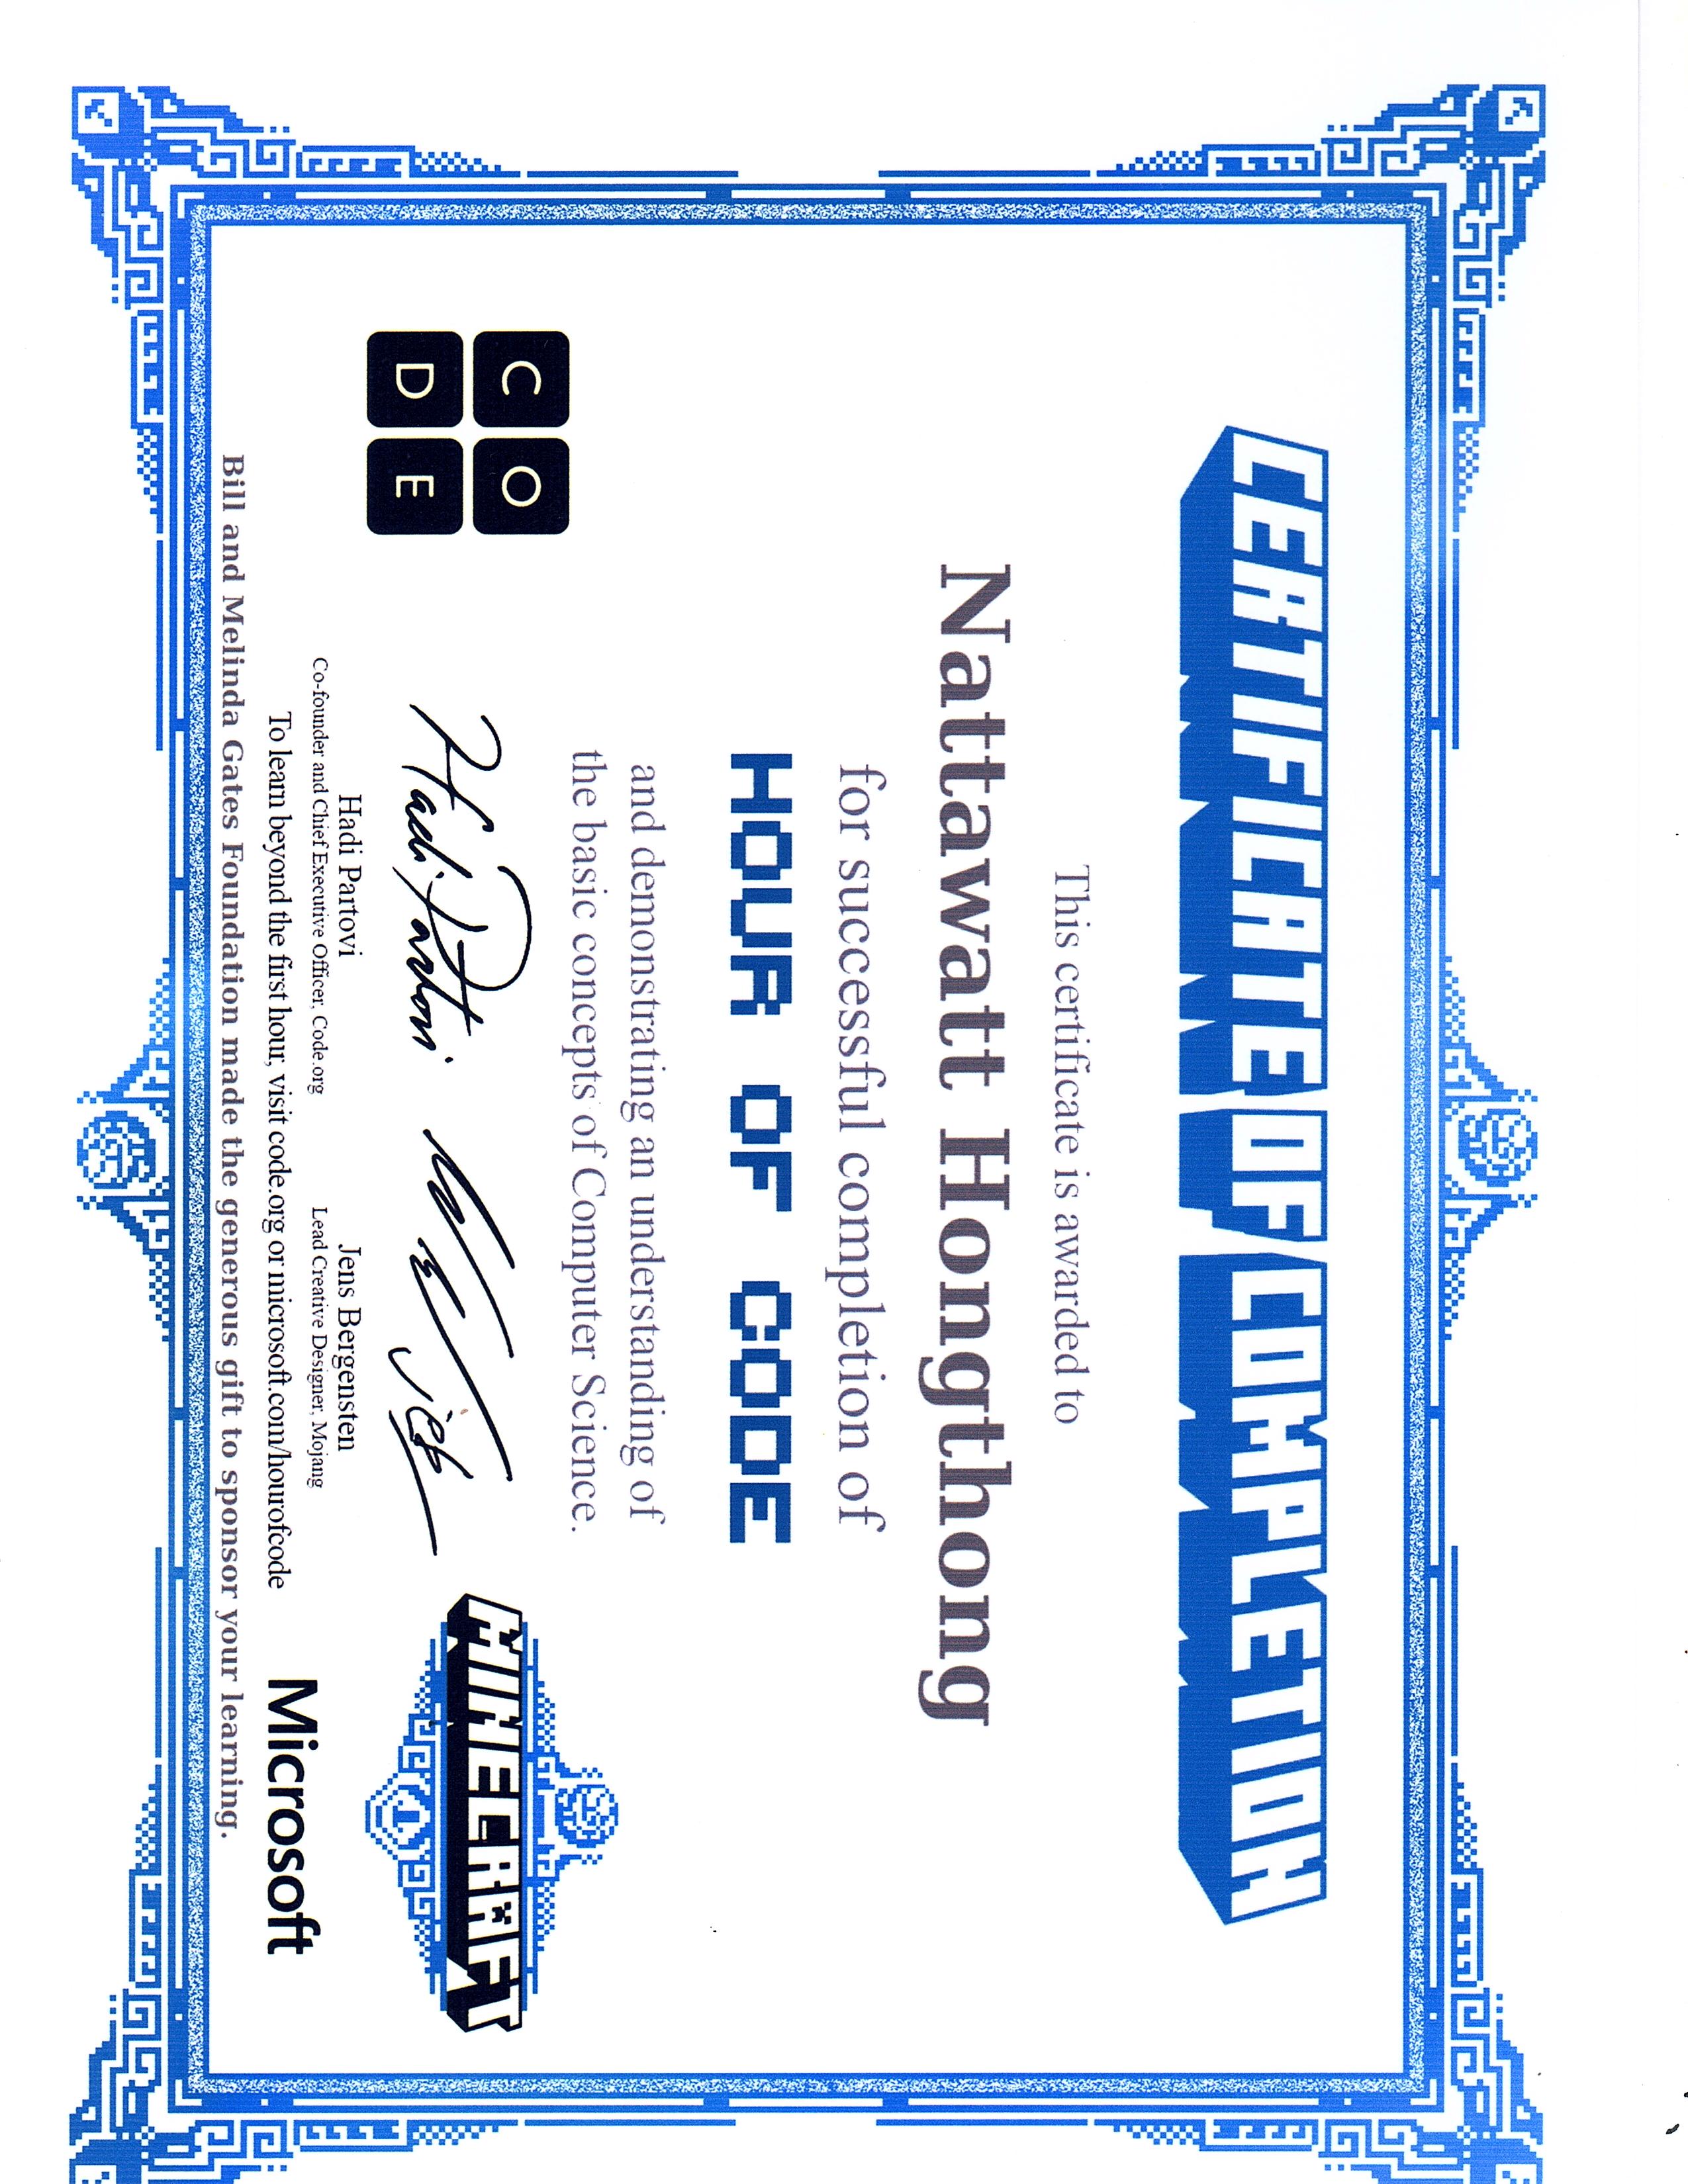 CERTIFICATE OF COMPLETION
This certificate is awarded to
Nattawatt Hongthong
for successful completion of
HOUR OF CODE
and demonstrating an understanding of
the basic concepts of Computer Science.
C O
D E
Hadi Partovi
jeb
MINECRAFT
Hadi Partovi
Co-founder and Chief Executive Officer, Code.org
Jens Bergensten
Lead Creative Designer, Mojang
Microsoft
To learn beyond the first hour, visit code.org or microsoft.com/hourofcode
Bill and Melinda Gates Foundation made the generous gift to sponsor your learning.